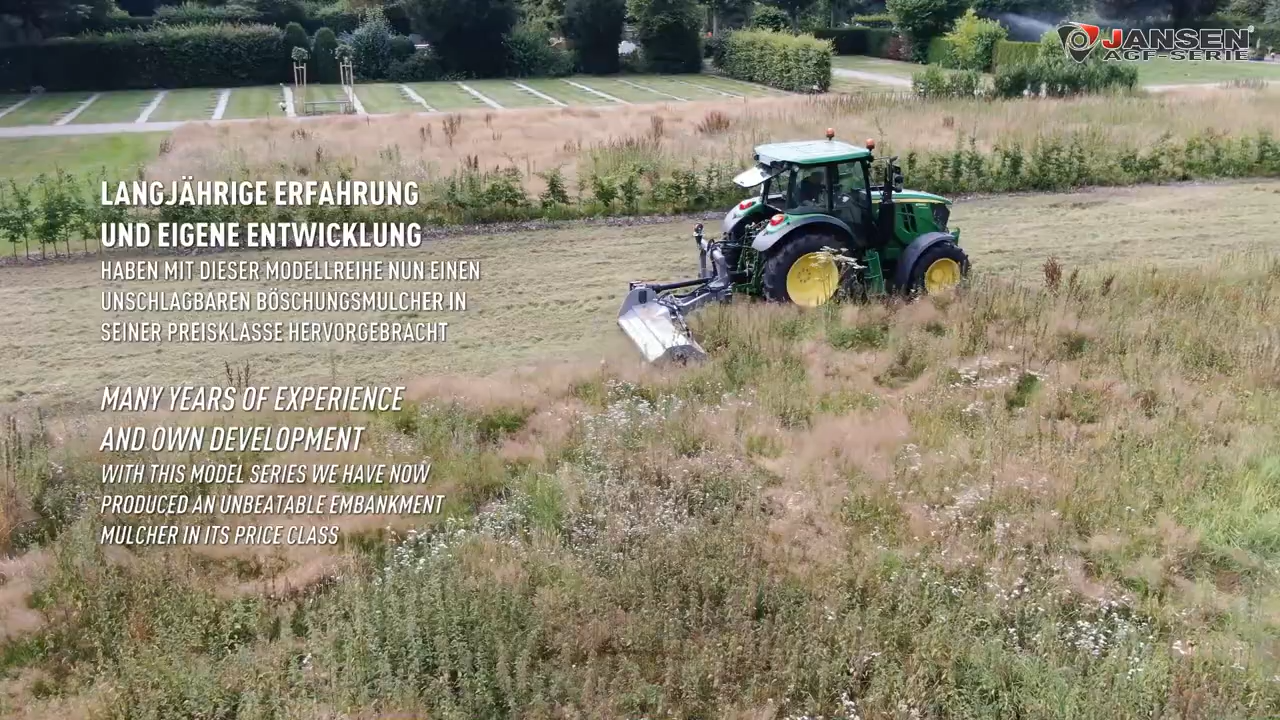 JANSEN
AGF-SERIE
LANGJÄHRIGE ERFAHRUNG
UND EIGENE ENTWICKLUNG
HABEN MIT DIESER MODELLREIHE NUN EINEN
UNSCHLAGBAREN BÖSCHUNGSMULCHER IN
SEINER PREISKLASSE HERVORGEBRACHT
MANY YEARS OF EXPERIENCE
AND OWN DEVELOPMENT
WITH THIS MODEL SERIES WE HAVE NOW
PRODUCED AN UNBEATABLE EMBANKMENT
MULCHER IN ITS PRICE CLASS